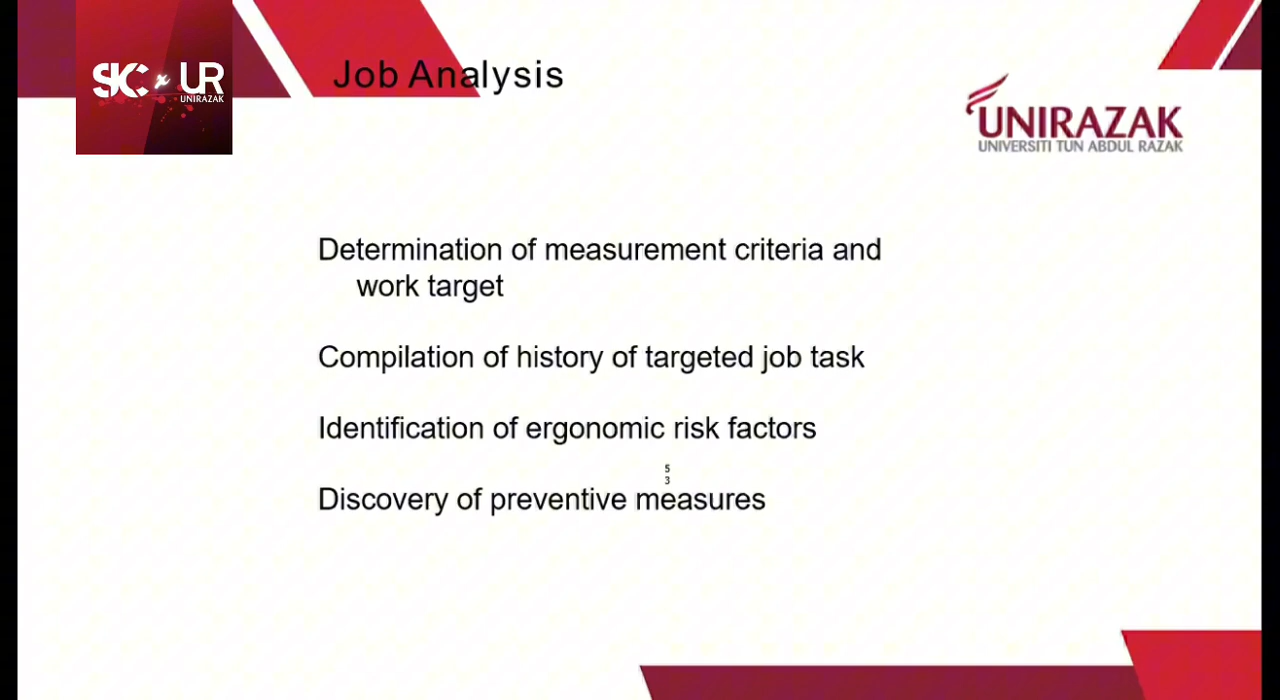 SIC x UR
UNIRAZAK
Job Analysis
UNIRAZAK
UNIVERSITI TUN ABDUL RAZAK
Determination of measurement criteria and
work target
Compilation of history of targeted job task
Identification of ergonomic risk factors
5
3
Discovery of preventive measures